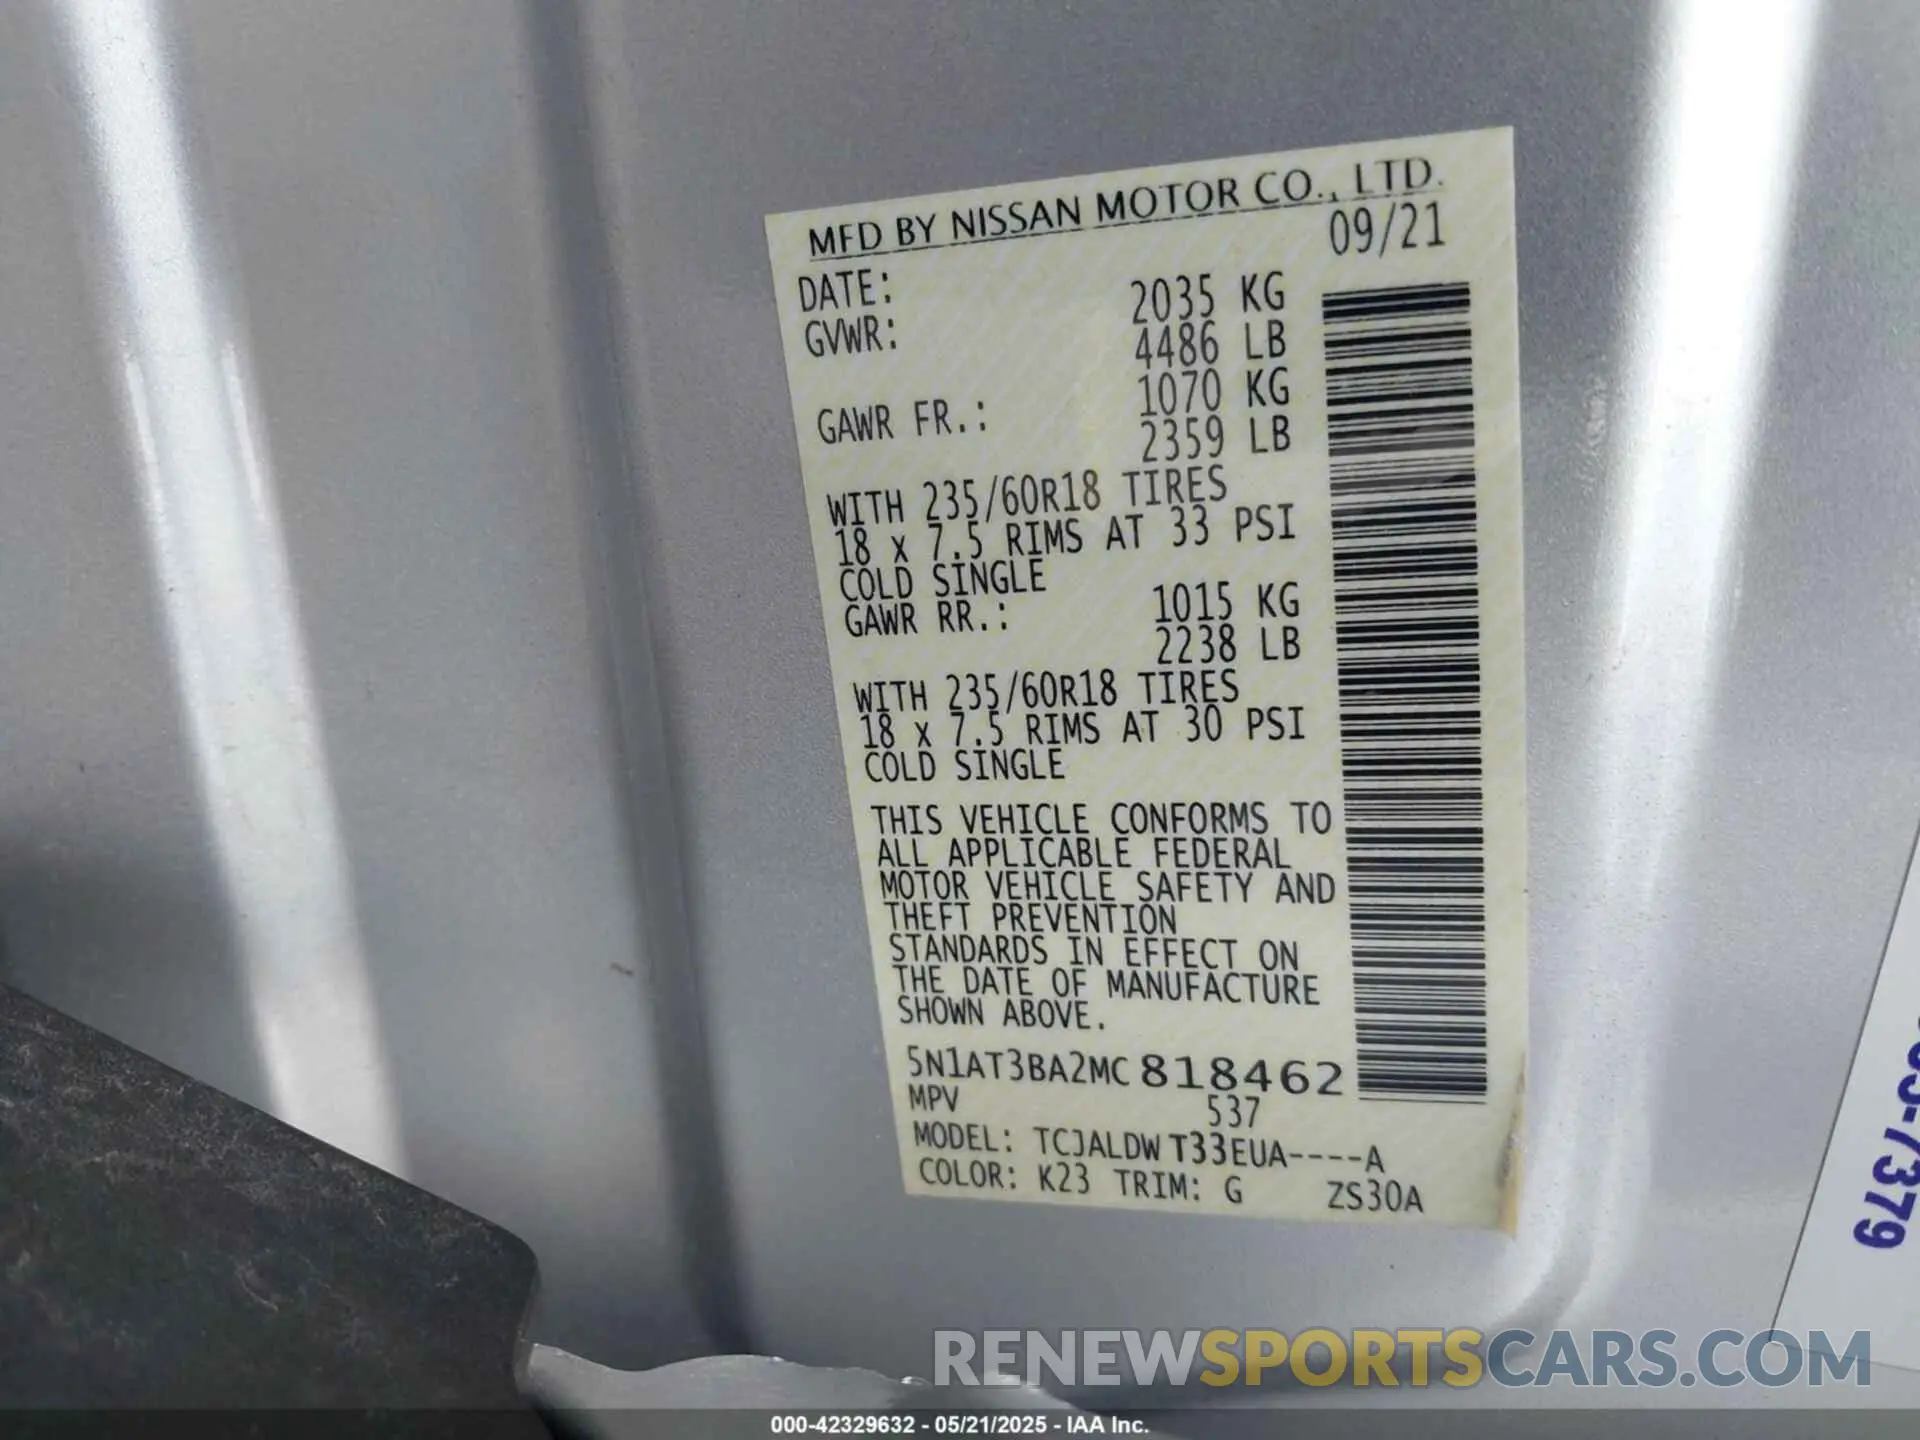 MFD BY NISSAN MOTOR CO., LTD.
DATE: 09/21
GVWR: 2035 KG
4486 LB
GAWR FR.: 1070 KG
2359 LB
WITH 235/60R18 TIRES
18 x 7.5 RIMS AT 33 PSI
COLD SINGLE
GAWR RR.: 1015 KG
2238 LB
WITH 235/60R18 TIRES
18 x 7.5 RIMS AT 30 PSI
COLD SINGLE
THIS VEHICLE CONFORMS TO
ALL APPLICABLE FEDERAL
MOTOR VEHICLE SAFETY AND
THEFT PREVENTION
STANDARDS IN EFFECT ON
THE DATE OF MANUFACTURE
SHOWN ABOVE.
5N1AT3BA2MC818462
MPV 537
MODEL: TCJALDW T33EUA----A
COLOR: K23 TRIM: G ZS30A
-7379
RENEWSPORTSCARS.COM
000-42329632 - 05/21/2025 - IAA Inc.